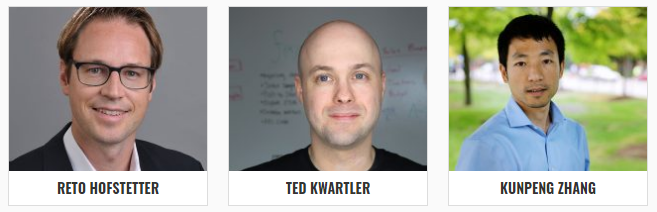 RETO HOFSTETTER
TED KWARTLER
KUNPENG ZHANG